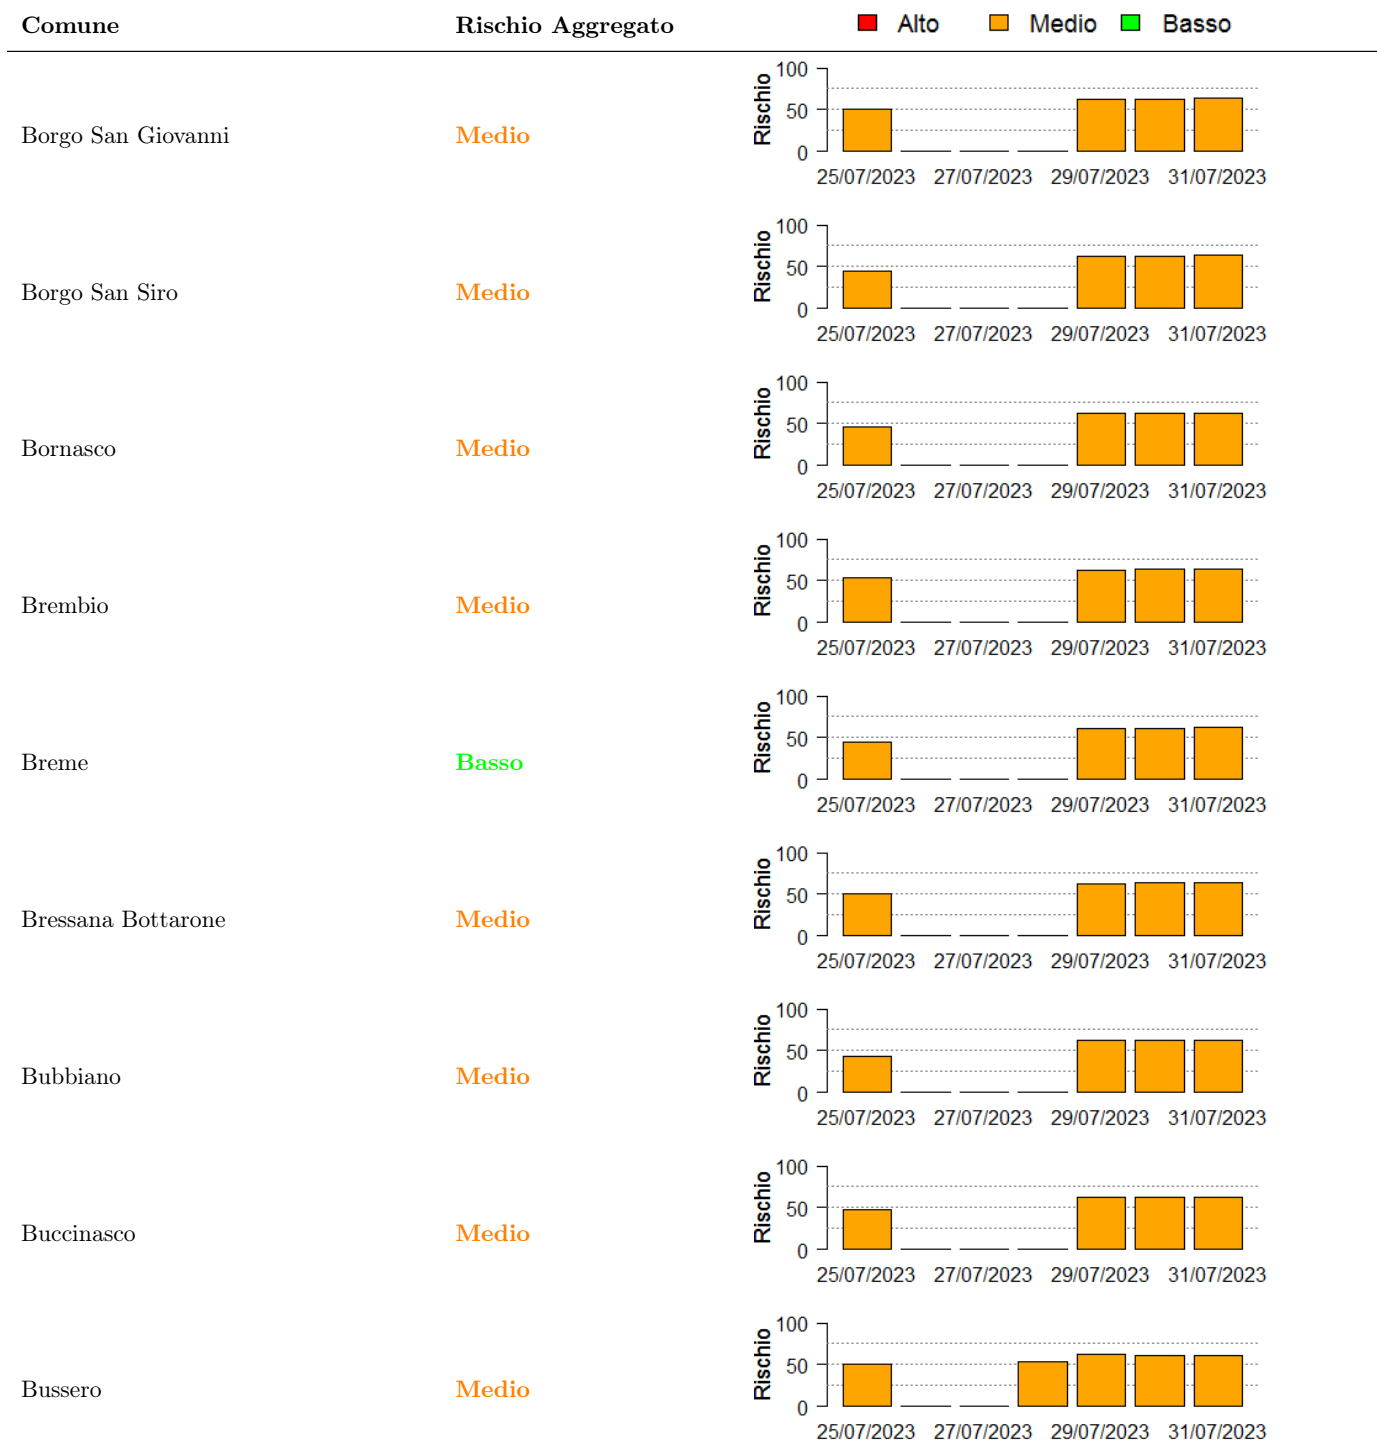 Comune Rischio Aggregato Alto Medio Basso
Borgo San Giovanni Medio
Rischio
100
50
0
25/07/2023 27/07/2023 29/07/2023 31/07/2023
Borgo San Siro Medio
Rischio
100
50
0
25/07/2023 27/07/2023 29/07/2023 31/07/2023
Bornasco Medio
Rischio
100
50
0
25/07/2023 27/07/2023 29/07/2023 31/07/2023
Brembio Medio
Rischio
100
50
0
25/07/2023 27/07/2023 29/07/2023 31/07/2023
Breme Basso
Rischio
100
50
0
25/07/2023 27/07/2023 29/07/2023 31/07/2023
Bressana Bottarone Medio
Rischio
100
50
0
25/07/2023 27/07/2023 29/07/2023 31/07/2023
Bubbiano Medio
Rischio
100
50
0
25/07/2023 27/07/2023 29/07/2023 31/07/2023
Buccinasco Medio
Rischio
100
50
0
25/07/2023 27/07/2023 29/07/2023 31/07/2023
Bussero Medio
Rischio
100
50
0
25/07/2023 27/07/2023 29/07/2023 31/07/2023